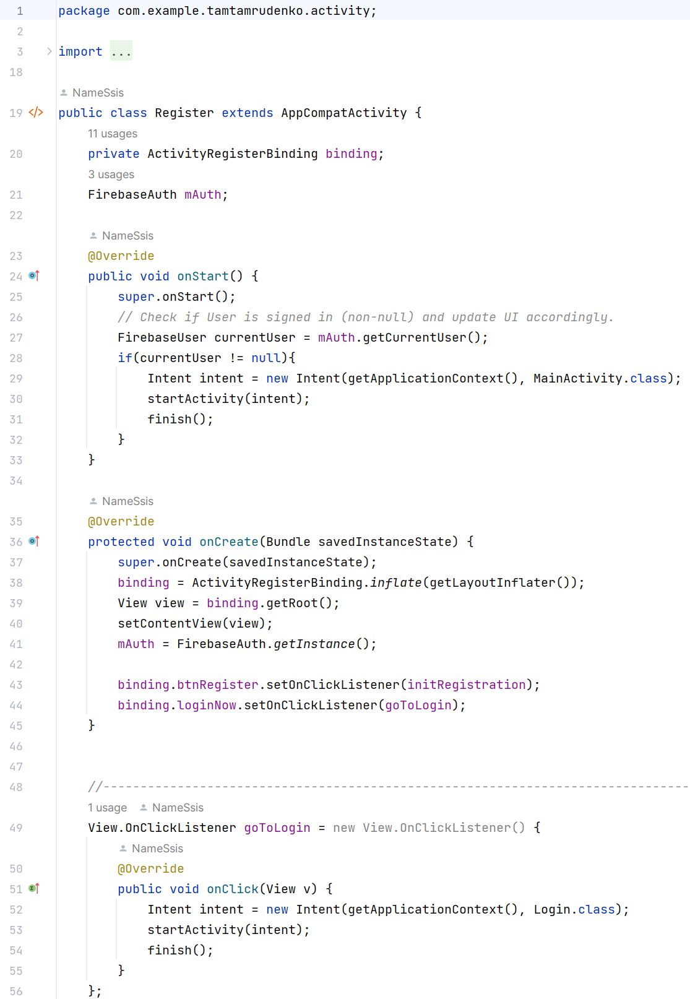 1 package com.example.tamtamrudenko.activity;
2
3 import ...
18
NameSsis
19 public class Register extends AppCompatActivity {
11 usages
20 private ActivityRegisterBinding binding;
3 usages
21 FirebaseAuth mAuth;
22
NameSsis
23 @Override
24 public void onStart() {
25 super.onStart();
26 // Check if User is signed in (non-null) and update UI accordingly.
27 FirebaseUser currentUser = mAuth.getCurrentUser();
28 if(currentUser != null){
29 Intent intent = new Intent(getApplicationContext(), MainActivity.class);
30 startActivity(intent);
31 finish();
32 }
33 }
34
NameSsis
35 @Override
36 protected void onCreate(Bundle savedInstanceState) {
37 super.onCreate(savedInstanceState);
38 binding = ActivityRegisterBinding.inflate(getLayoutInflater());
39 View view = binding.getRoot();
40 setContentView(view);
41 mAuth = FirebaseAuth.getInstance();
42
43 binding.btnRegister.setOnClickListener(initRegistration);
44 binding.loginNow.setOnClickListener(goToLogin);
45 }
46
47
48 //-------------------------------------------------------------------------------
1 usage NameSsis
49 View.OnClickListener goToLogin = new View.OnClickListener() {
NameSsis
50 @Override
51 public void onClick(View v) {
52 Intent intent = new Intent(getApplicationContext(), Login.class);
53 startActivity(intent);
54 finish();
55 }
56 };